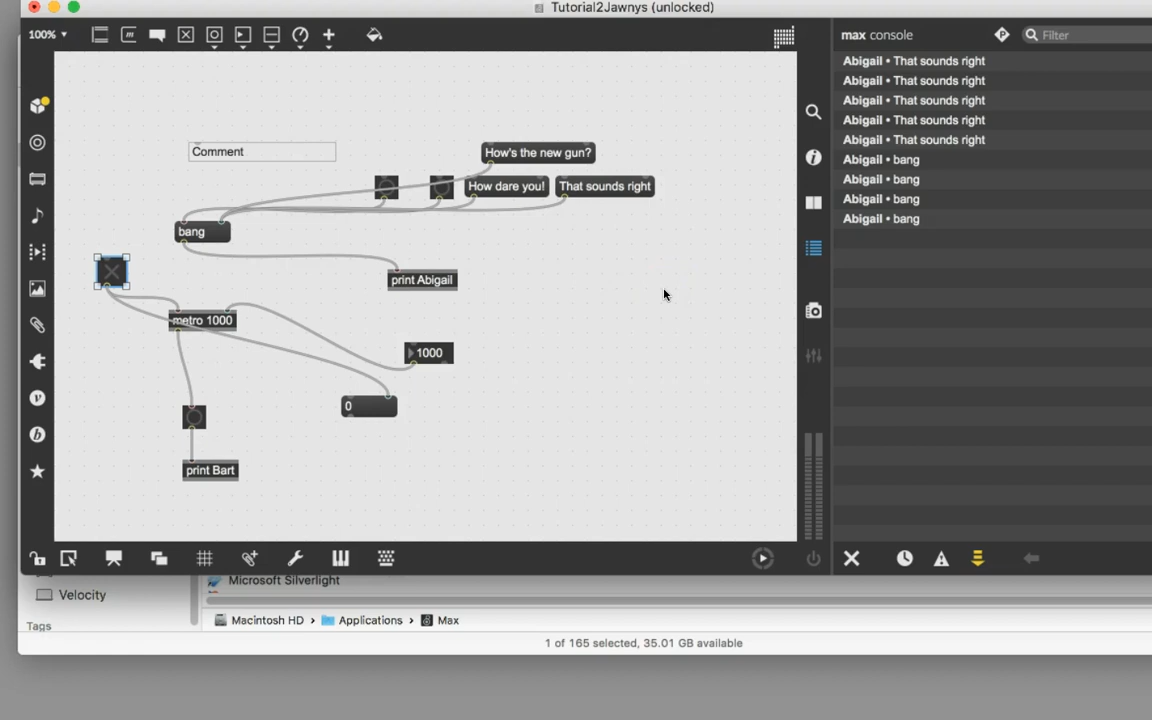 Tutorial2Jawnys (unlocked)
100%
max console
Filter
Abigail • That sounds right
Abigail • That sounds right
Abigail • That sounds right
Abigail • That sounds right
Abigail • That sounds right
Abigail • bang
Abigail • bang
Abigail • bang
Abigail • bang
Comment
How's the new gun?
How dare you!
That sounds right
bang
print Abigail
metro 1000
1000
0
print Bart
Microsoft Silverlight
Velocity
Macintosh HD › Applications › Max
Tags
1 of 165 selected, 35.01 GB available